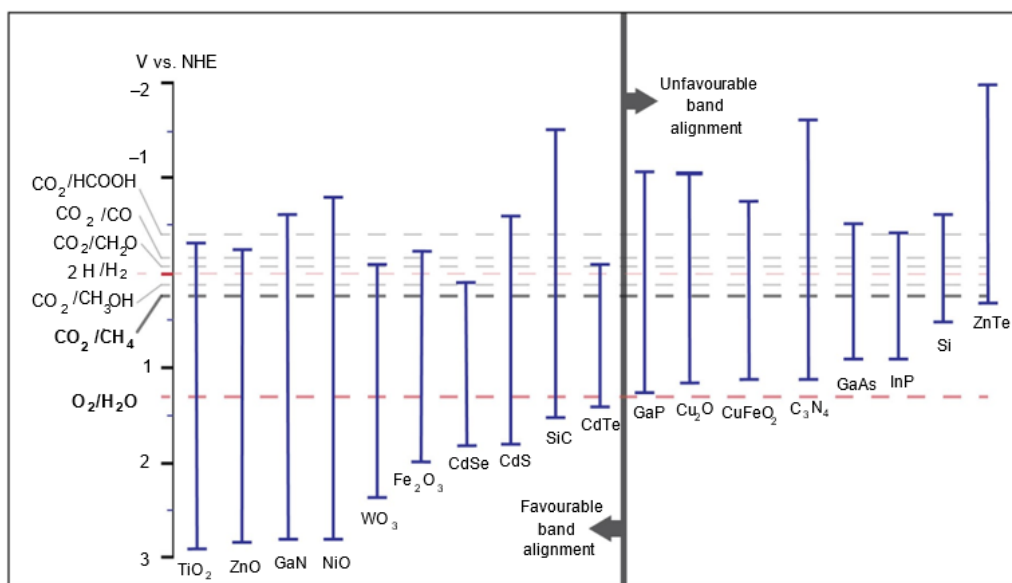 V vs. NHE
–2
–1
1
2
3
CO₂/HCOOH
CO₂/CO
CO₂/CH₂O
2 H/H₂
CO₂/CH₃OH
CO₂/CH₄
O₂/H₂O
Unfavourable
band
alignment
Favourable
band
alignment
TiO₂
ZnO
GaN
NiO
WO₃
Fe₂O₃
CdSe
CdS
SiC
CdTe
GaP
Cu₂O
CuFeO₂
C₃N₄
GaAs
InP
Si
ZnTe